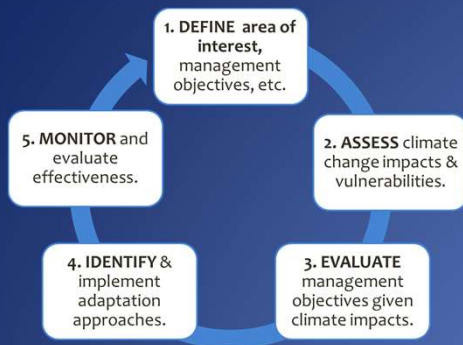 1. DEFINE area of
interest,
management
objectives, etc.
2. ASSESS climate
change impacts &
vulnerabilities.
3. EVALUATE
management
objectives given
climate impacts.
4. IDENTIFY &
implement
adaptation
approaches.
5. MONITOR and
evaluate
effectiveness.